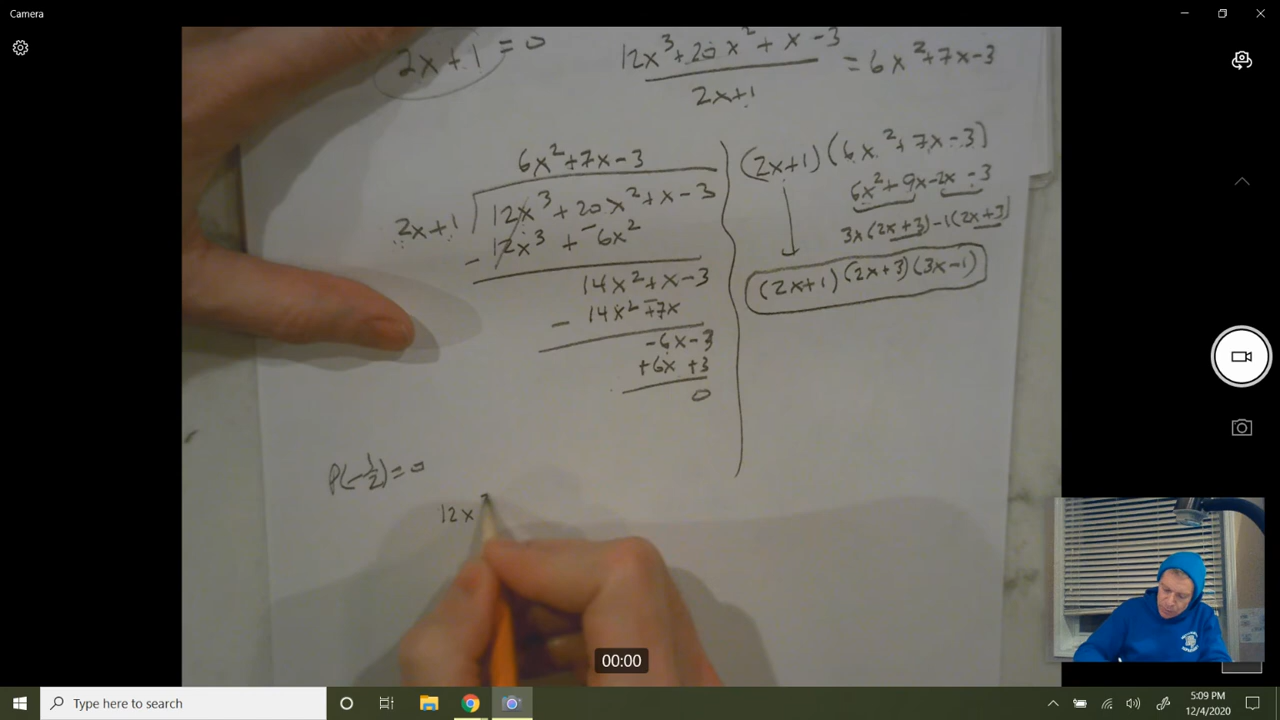 Camera
2x+1 = 0
12x³+20x²+x-3 / 2x+1 = 6x²+7x-3
6x²+7x-3
2x+1 √ 12x³+20x²+x-3
- 12x³ + 6x²
14x²+x-3
- 14x² +7x
-6x-3
+6x +3
0
(2x+1)(6x²+7x-3)
6x²+9x-2x-3
3x(2x+3)-1(2x+3)
(2x+1)(2x+3)(3x-1)
P(-1/2)=0
12x
00:00
Type here to search
5:09 PM
12/4/2020